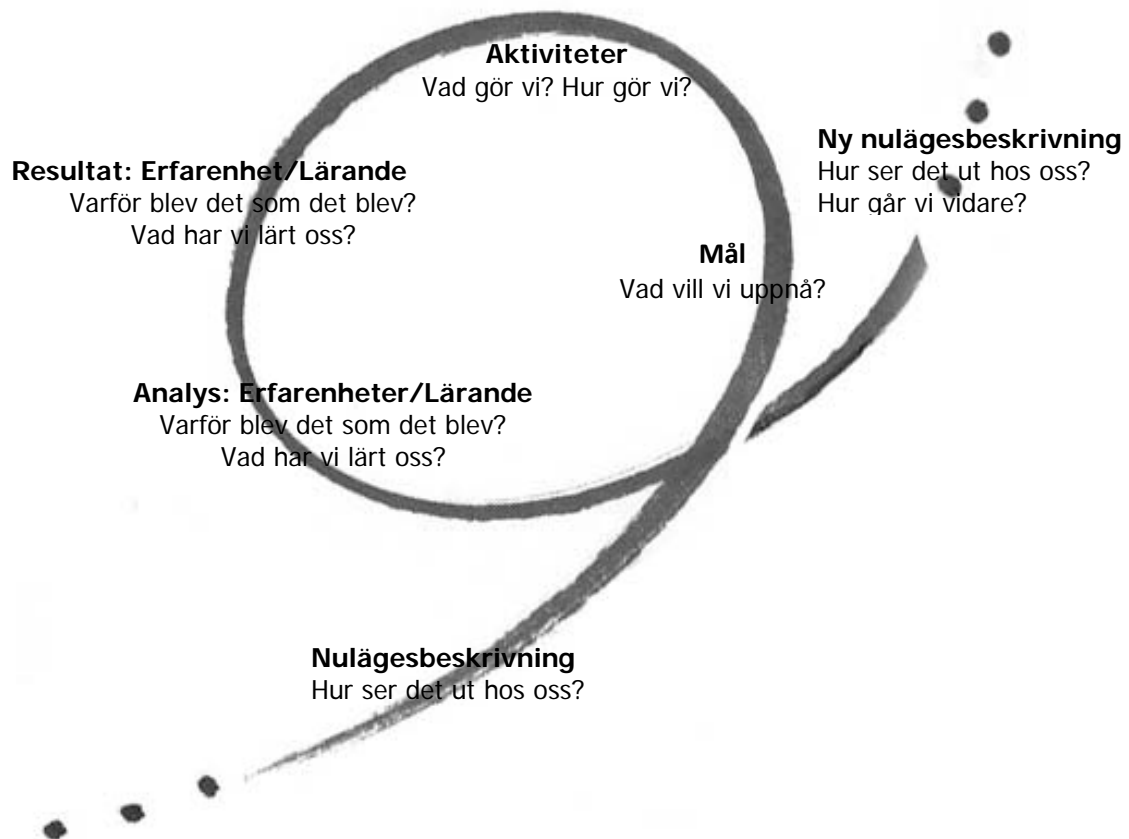 Aktiviteter
Vad gör vi? Hur gör vi?
Ny nulägesbeskrivning
Hur ser det ut hos oss?
Hur går vi vidare?
Resultat: Erfarenhet/Lärande
Varför blev det som det blev?
Vad har vi lärt oss?
Mål
Vad vill vi uppnå?
Analys: Erfarenheter/Lärande
Varför blev det som det blev?
Vad har vi lärt oss?
Nulägesbeskrivning
Hur ser det ut hos oss?